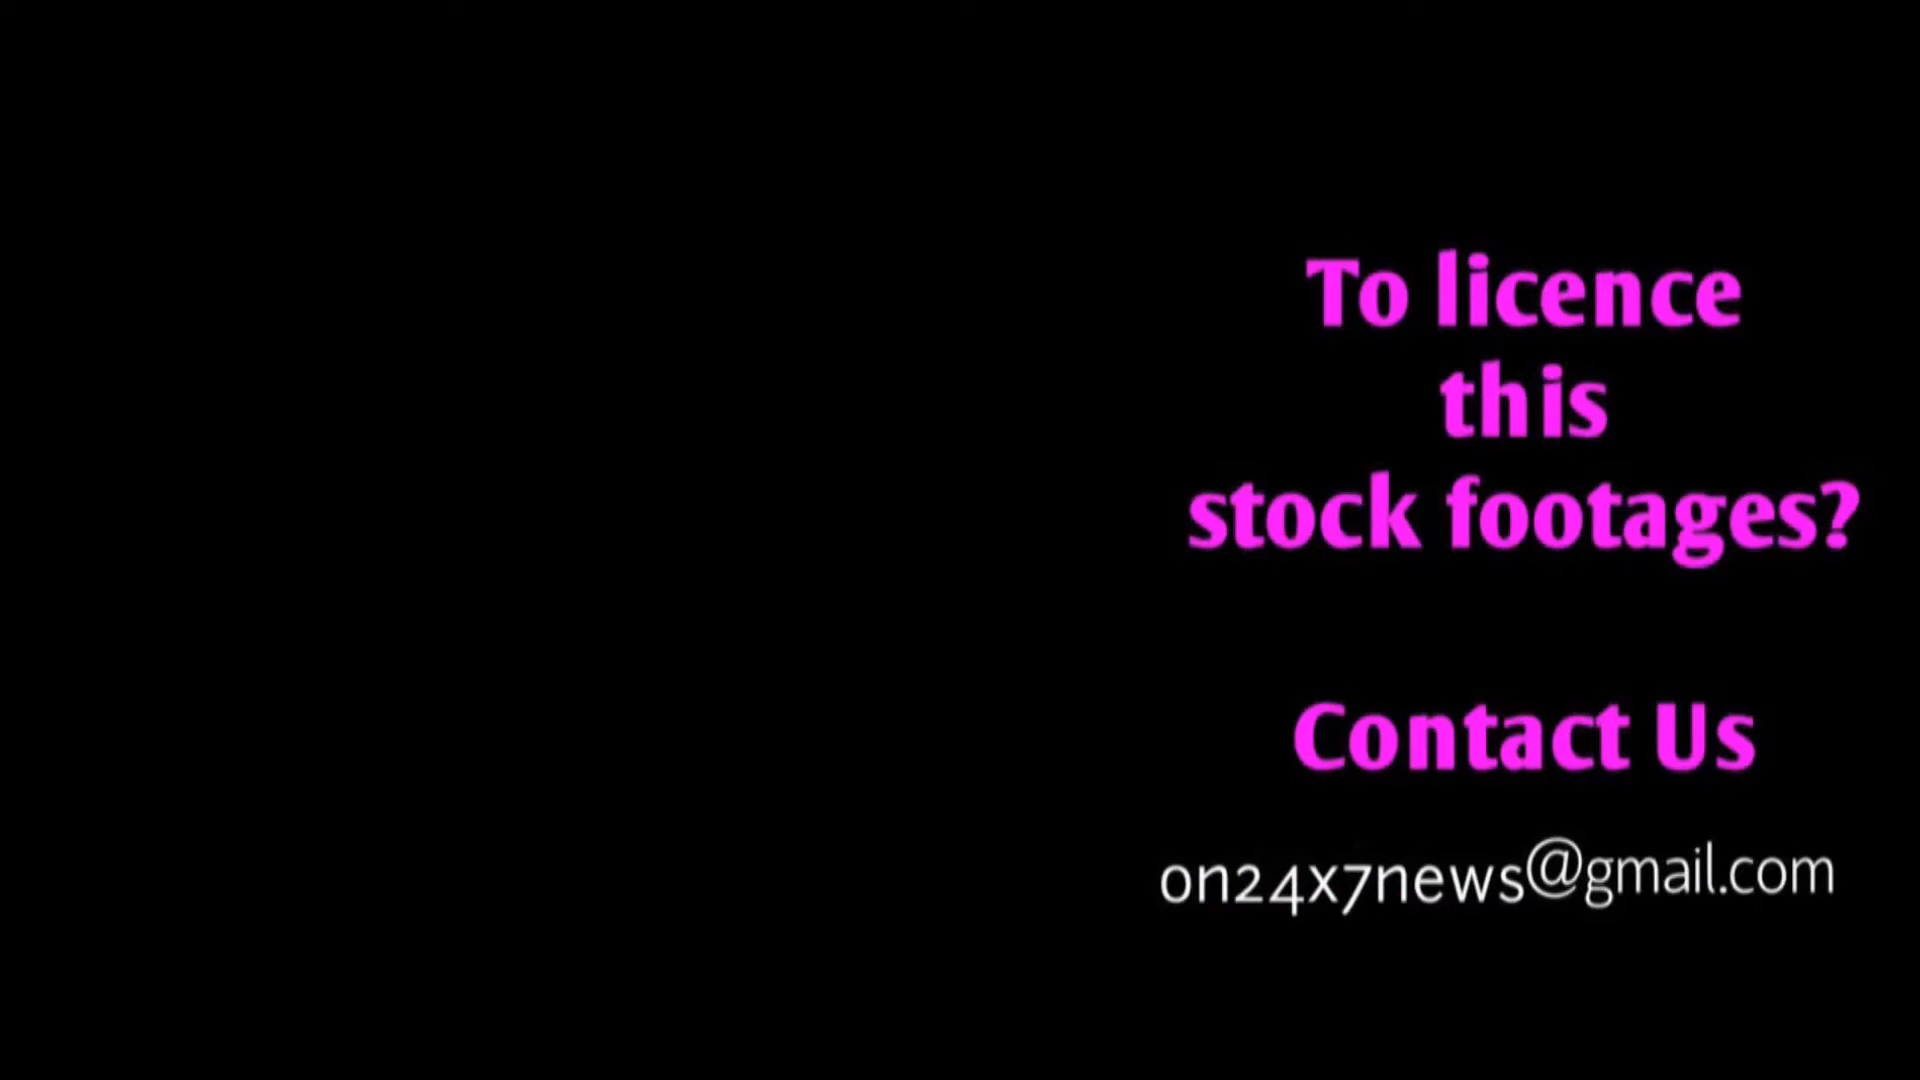 To licence
this
stock footages?
Contact Us
on24x7news@gmail.com